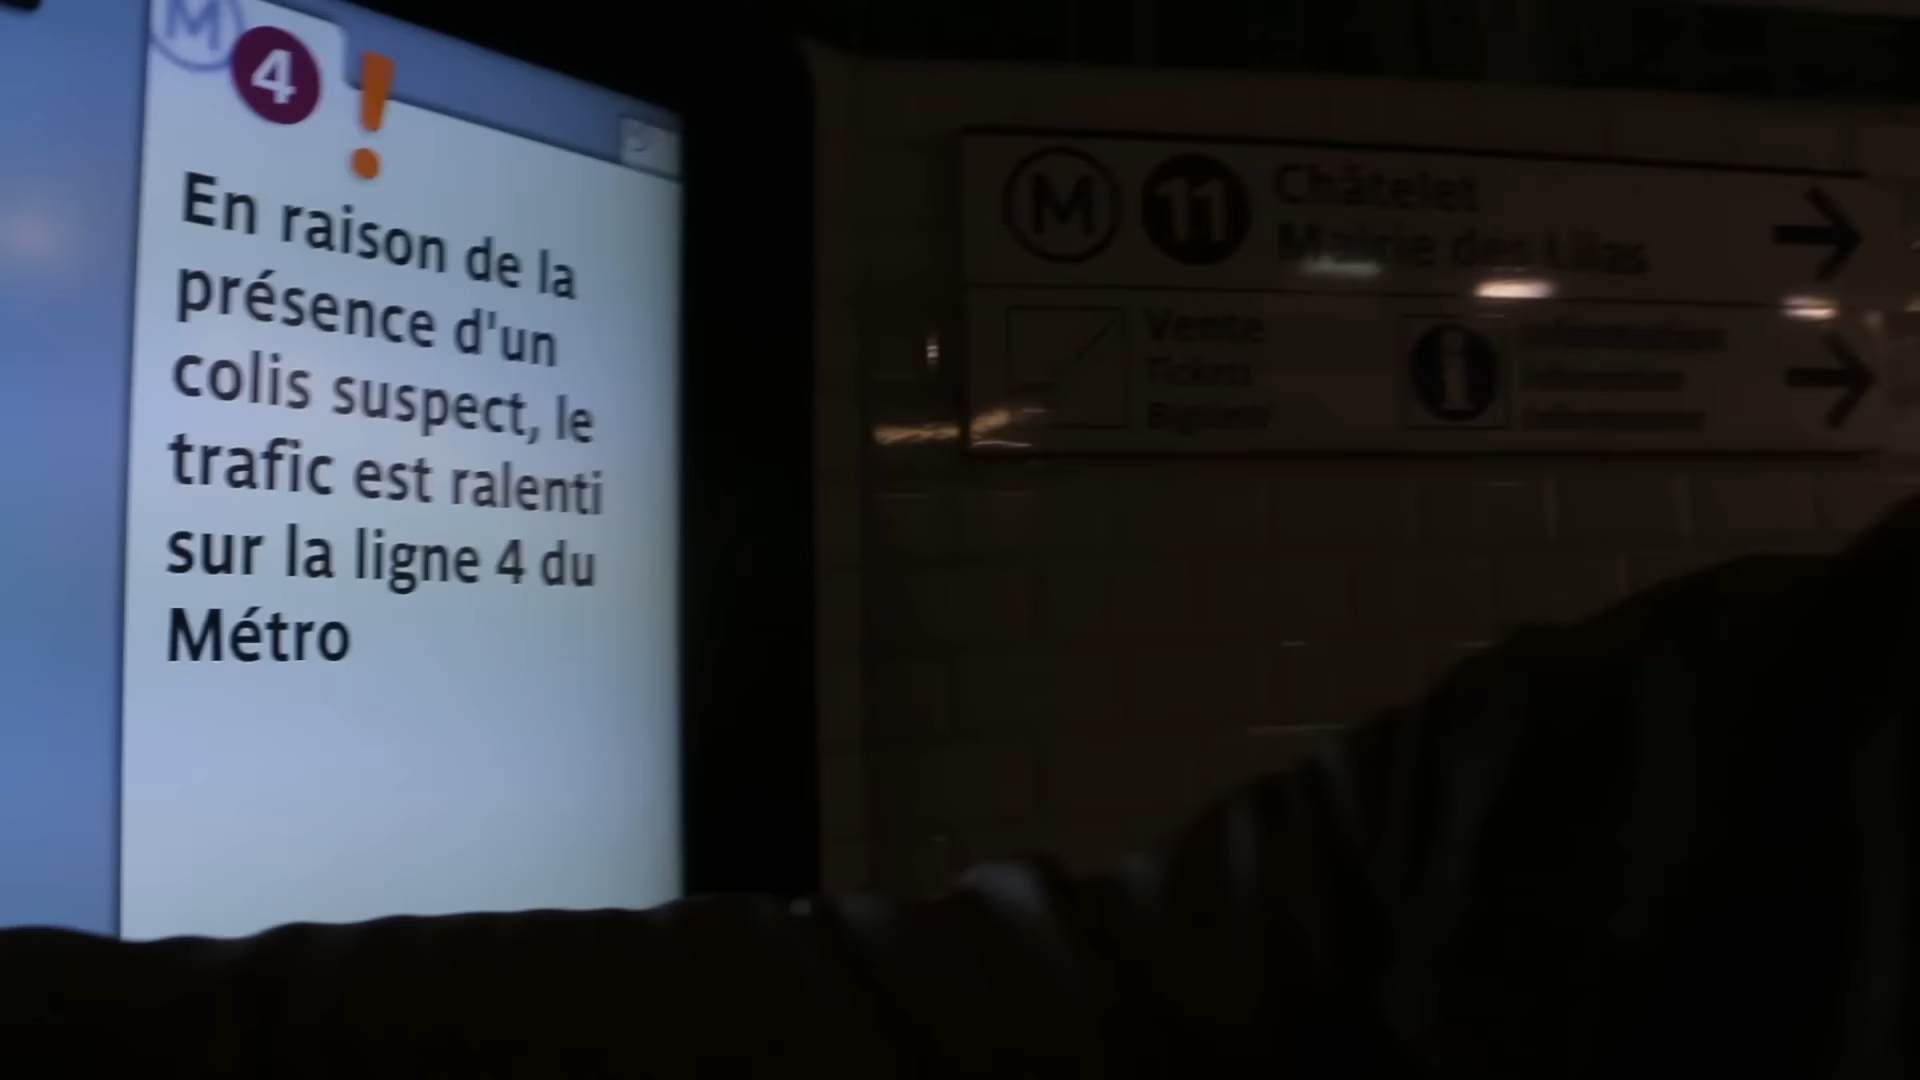 M 4 !
En raison de la
présence d'un
colis suspect, le
trafic est ralenti
sur la ligne 4 du
Métro
M 11 Châtelet
Mairie des Lilas
Vente
Tickets
i